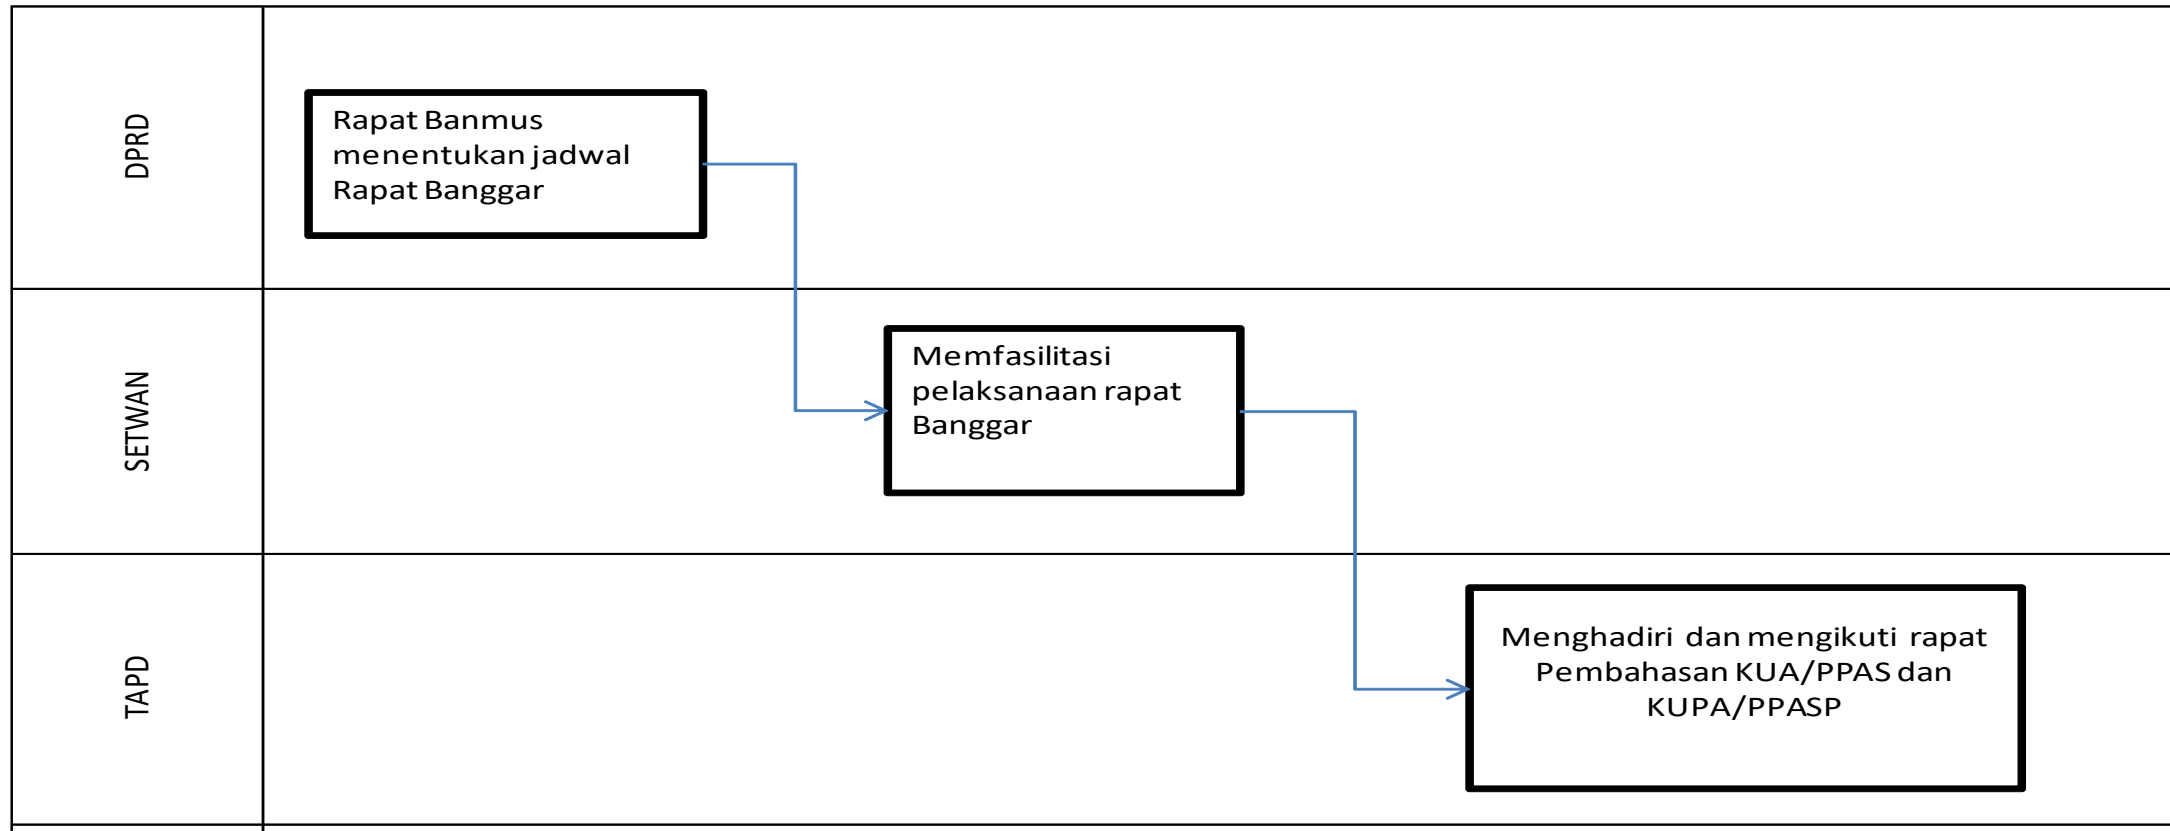 DPRD
Rapat Banmus
menentukan jadwal
Rapat Banggar
SETWAN
Memfasilitasi
pelaksanaan rapat
Banggar
TAPD
Menghadiri dan mengikuti rapat
Pembahasan KUA/PPAS dan
KUPA/PPASP